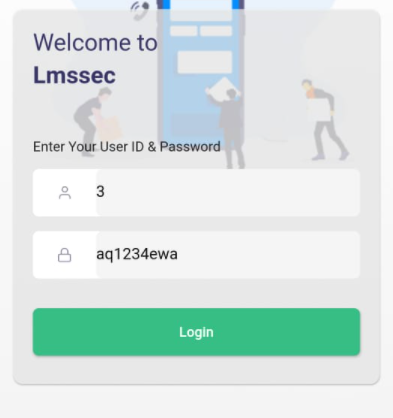 Welcome to
Lmssec
Enter Your User ID & Password
3
aq1234ewa
Login